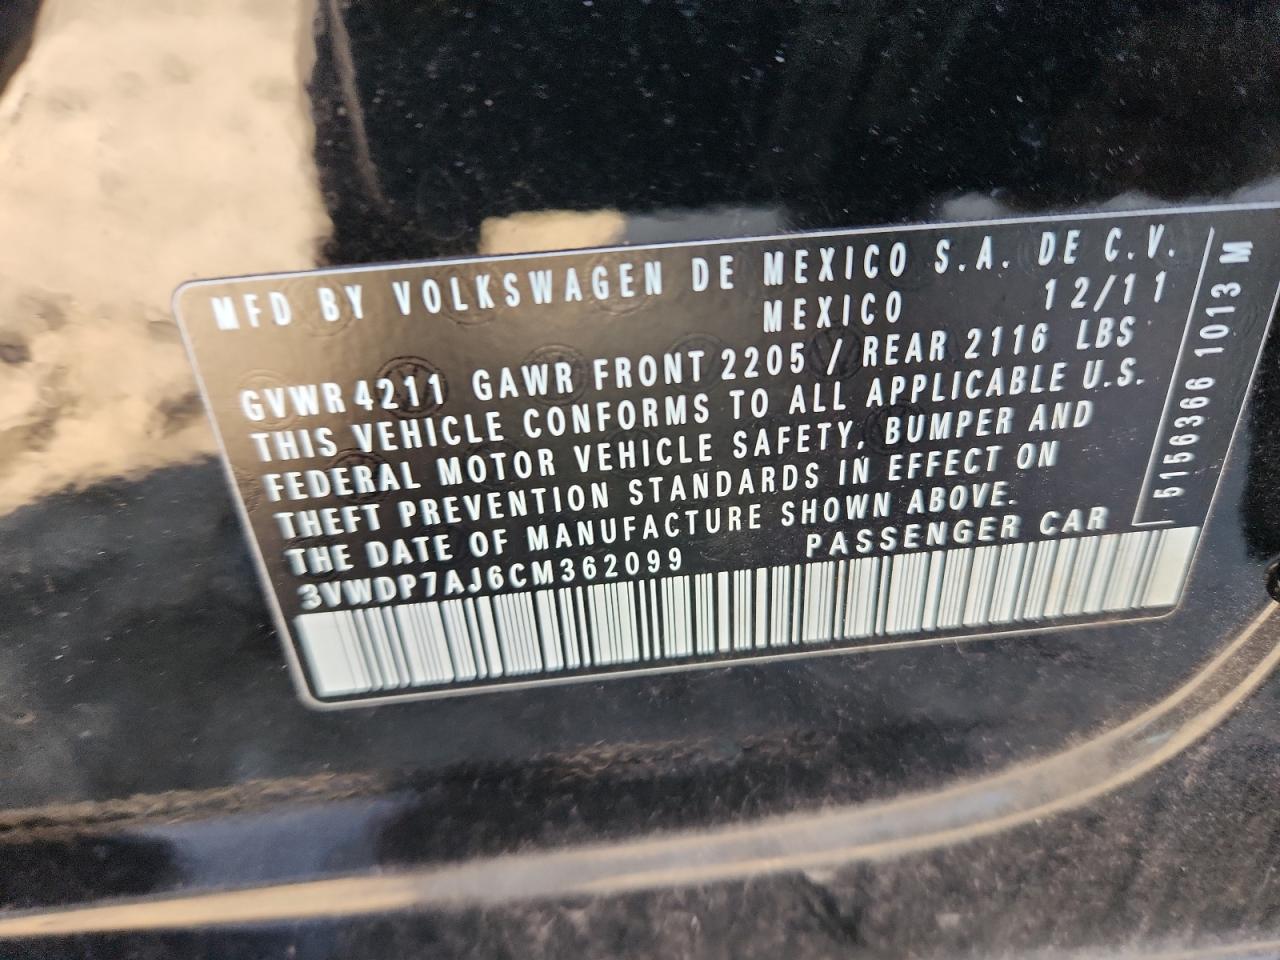 MFD BY VOLKSWAGEN DE MEXICO S.A. DE C.V.
MEXICO 12/11
GVWR 4211 GAWR FRONT 2205 / REAR 2116 LBS
THIS VEHICLE CONFORMS TO ALL APPLICABLE U.S.
FEDERAL MOTOR VEHICLE SAFETY, BUMPER AND
THEFT PREVENTION STANDARDS IN EFFECT ON
THE DATE OF MANUFACTURE SHOWN ABOVE.
3VWDP7AJ6CM362099 PASSENGER CAR
5156366 1013 M